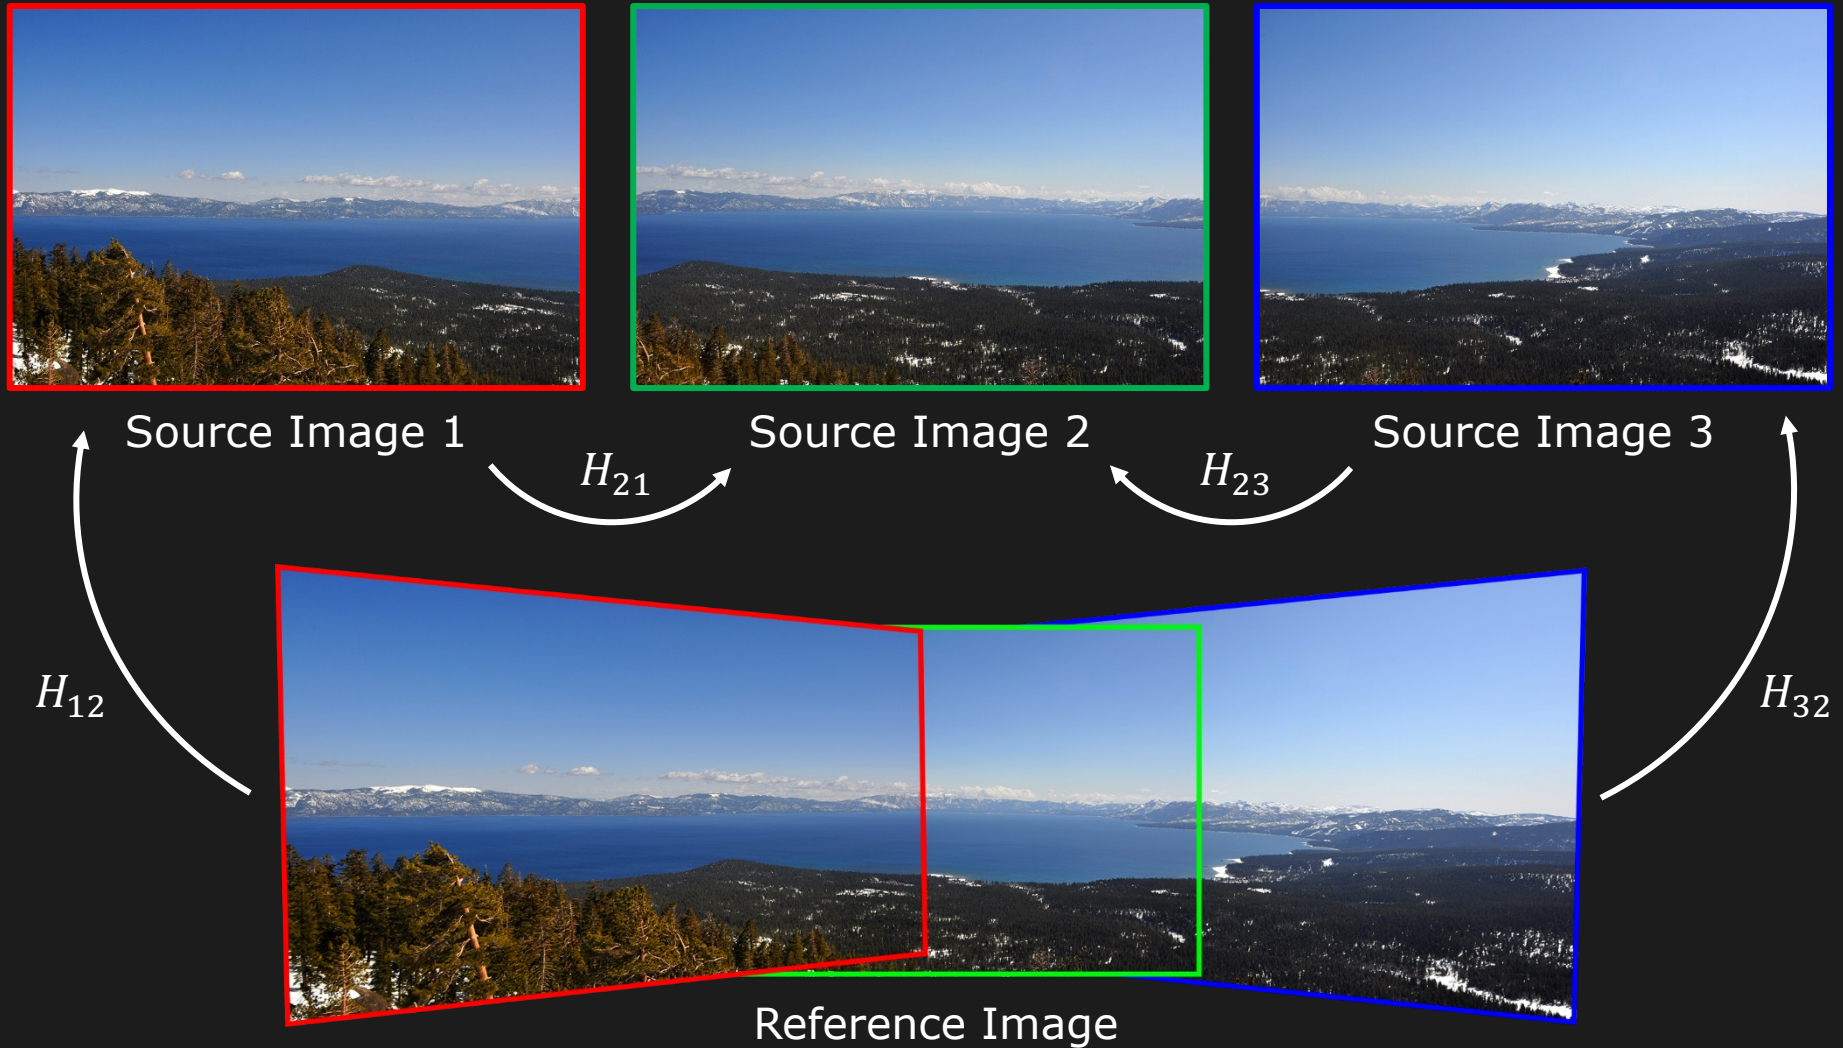 Source Image 1
Source Image 2
Source Image 3
H₂₁
H₂₃
H₁₂
H₃₂
Reference Image